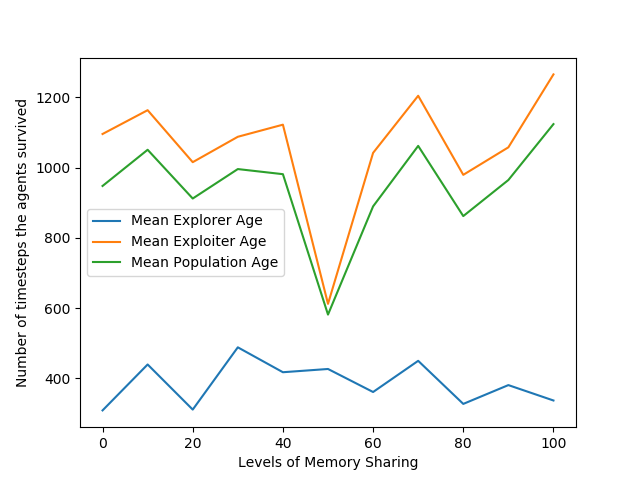 1200
1000
800
600
400
Number of timesteps the agents survived
Mean Explorer Age
Mean Exploiter Age
Mean Population Age
0 20 40 60 80 100
Levels of Memory Sharing